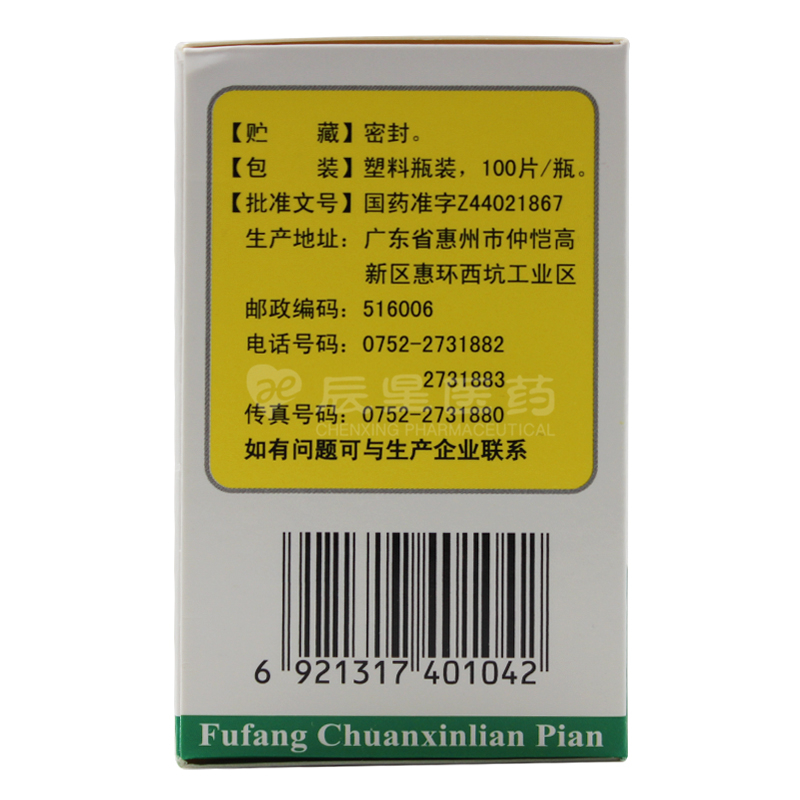 【贮 藏】密封。
【包 装】塑料瓶装，100片/瓶。
【批准文号】国药准字Z44021867
生产地址：广东省惠州市仲恺高
新区惠环西坑工业区
邮政编码：516006
电话号码：0752-2731882
2731883
辰星医药
传真号码：0752-2731880
CHENXING PHARMACEUTICAL
如有问题可与生产企业联系
6 921317 401042
Fufang Chuanxinlian Pian